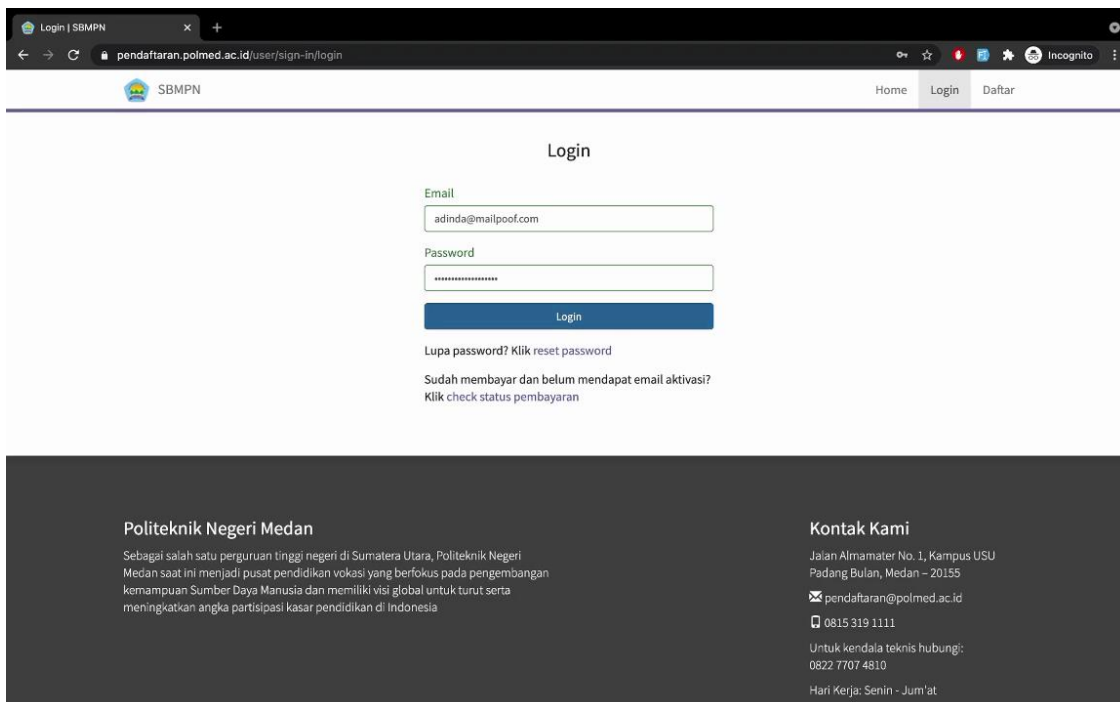 Login | SBMPN
pendaftaran.polmed.ac.id/user/sign-in/login
Incognito
SBMPN
Home Login Daftar
Login
Email
adinda@mailpoof.com
Password
Login
Lupa password? Klik reset password
Sudah membayar dan belum mendapat email aktivasi?
Klik check status pembayaran
Politeknik Negeri Medan
Sebagai salah satu perguruan tinggi negeri di Sumatera Utara, Politeknik Negeri
Medan saat ini menjadi pusat pendidikan vokasi yang berfokus pada pengembangan
kemampuan Sumber Daya Manusia dan memiliki visi global untuk turut serta
meningkatkan angka partisipasi kasar pendidikan di Indonesia
Kontak Kami
Jalan Almamater No. 1, Kampus USU
Padang Bulan, Medan – 20155
pendaftaran@polmed.ac.id
0815 319 1111
Untuk kendala teknis hubungi:
0822 7707 4810
Hari Kerja: Senin - Jum'at